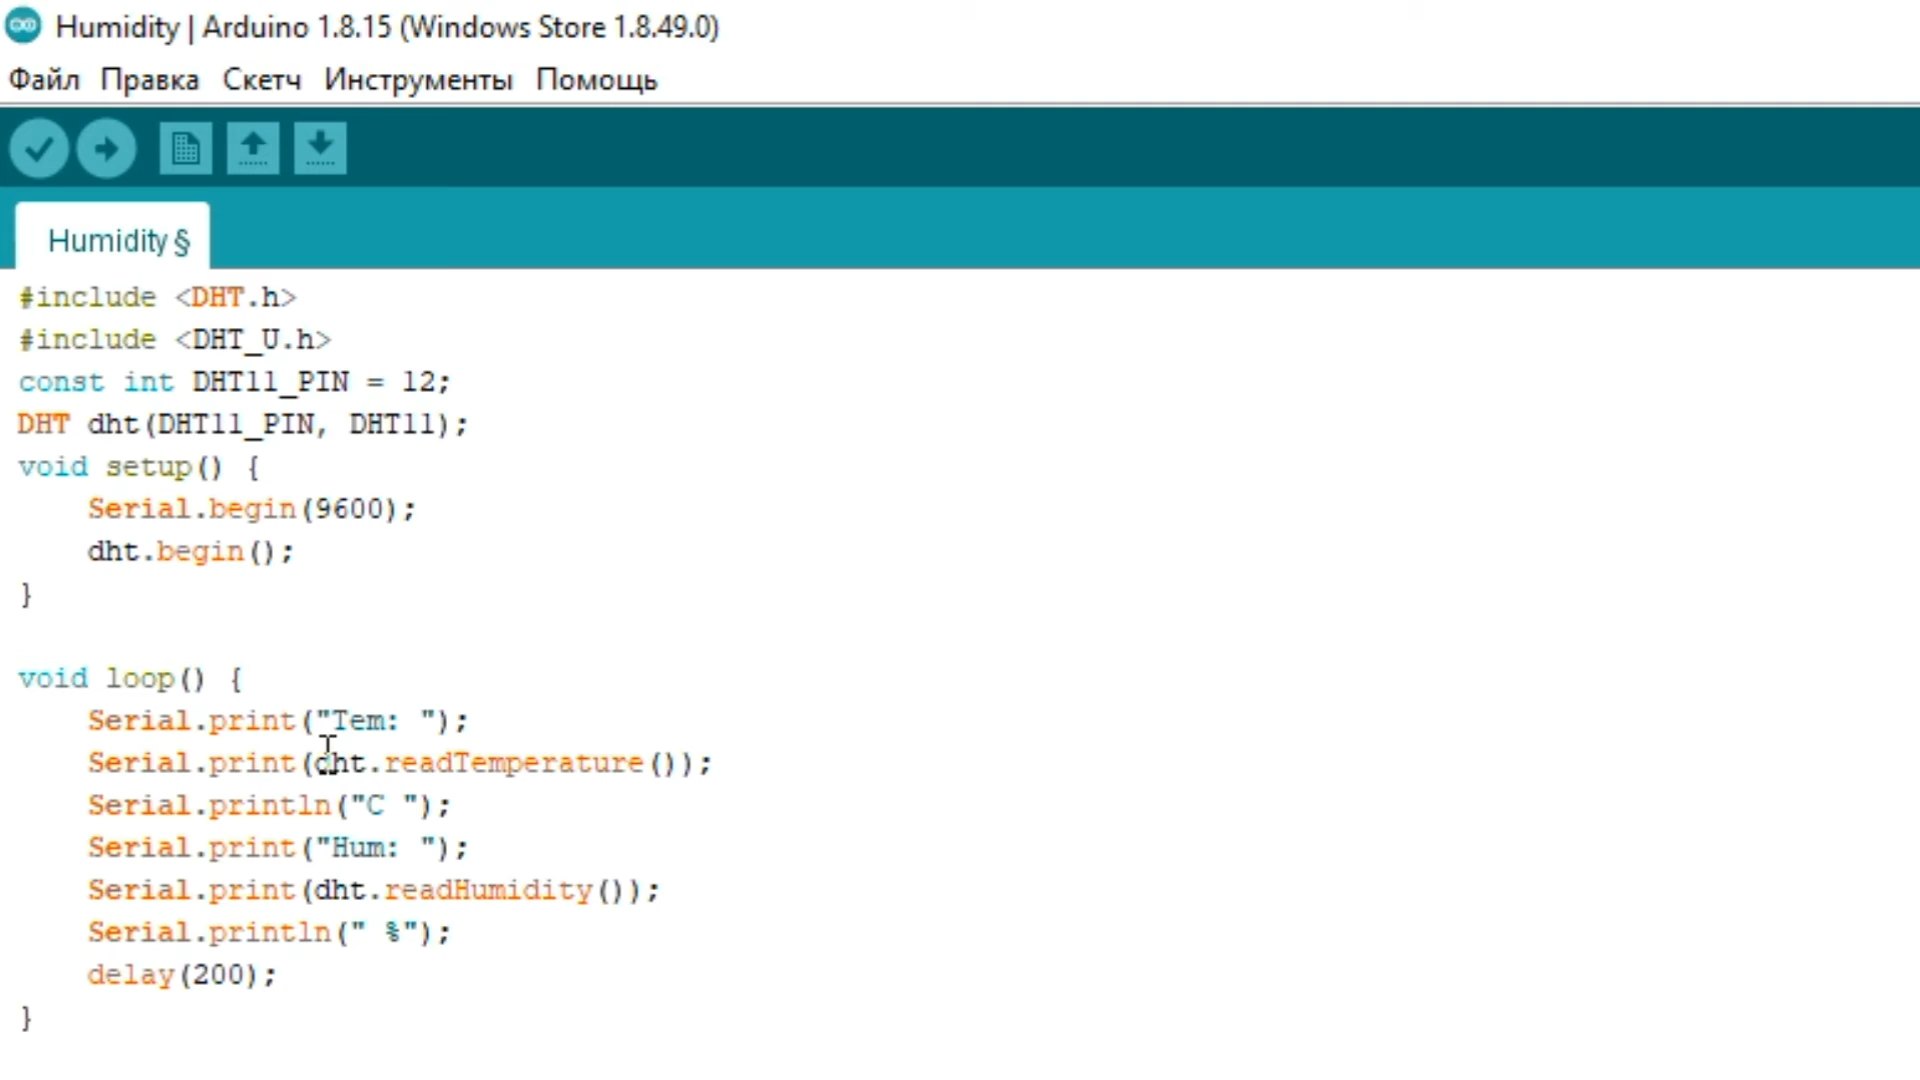 Humidity | Arduino 1.8.15 (Windows Store 1.8.49.0)
Файл Правка Скетч Инструменты Помощь
Humidity §
#include <DHT.h>
#include <DHT_U.h>
const int DHT11_PIN = 12;
DHT dht(DHT11_PIN, DHT11);
void setup() {
    Serial.begin(9600);
    dht.begin();
}

void loop() {
    Serial.print("Tem: ");
    Serial.print(dht.readTemperature());
    Serial.println("C ");
    Serial.print("Hum: ");
    Serial.print(dht.readHumidity());
    Serial.println(" %");
    delay(200);
}